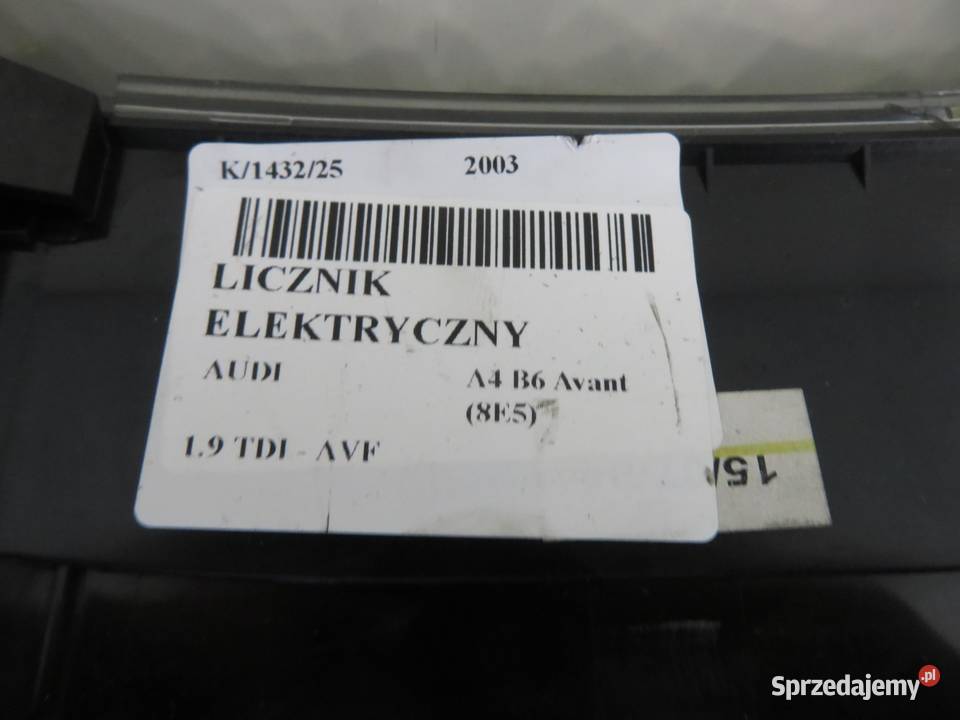 K/1432/25 2003
LICZNIK
ELEKTRYCZNY
AUDI A4 B6 Avant
(8E5)
1.9 TDI - AVF
15
Sprzedajemy.pl